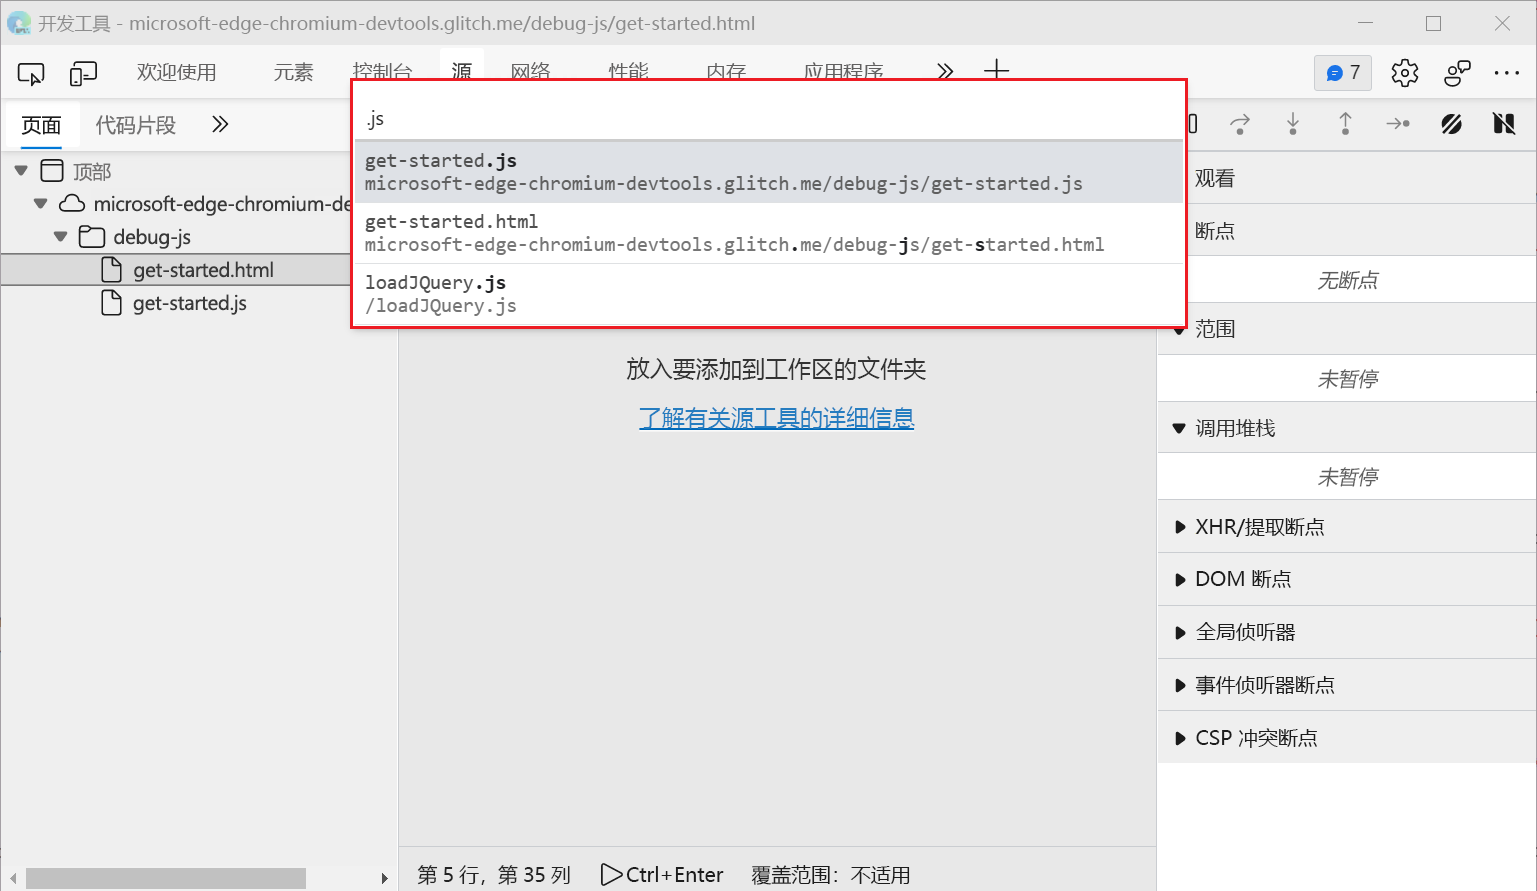 开发工具 - microsoft-edge-chromium-devtools.glitch.me/debug-js/get-started.html
欢迎使用 元素 控制台 源 网络 性能 内存 应用程序 7
页面 代码片段
.js
get-started.js
microsoft-edge-chromium-devtools.glitch.me/debug-js/get-started.js
get-started.html
microsoft-edge-chromium-devtools.glitch.me/debug-js/get-started.html
loadJQuery.js
/loadJQuery.js
顶部
microsoft-edge-chromium-de
debug-js
get-started.html
get-started.js
放入要添加到工作区的文件夹
了解有关源工具的详细信息
第 5 行，第 35 列 Ctrl+Enter 覆盖范围：不适用
观看
断点
无断点
范围
未暂停
调用堆栈
未暂停
XHR/提取断点
DOM 断点
全局侦听器
事件侦听器断点
CSP 冲突断点